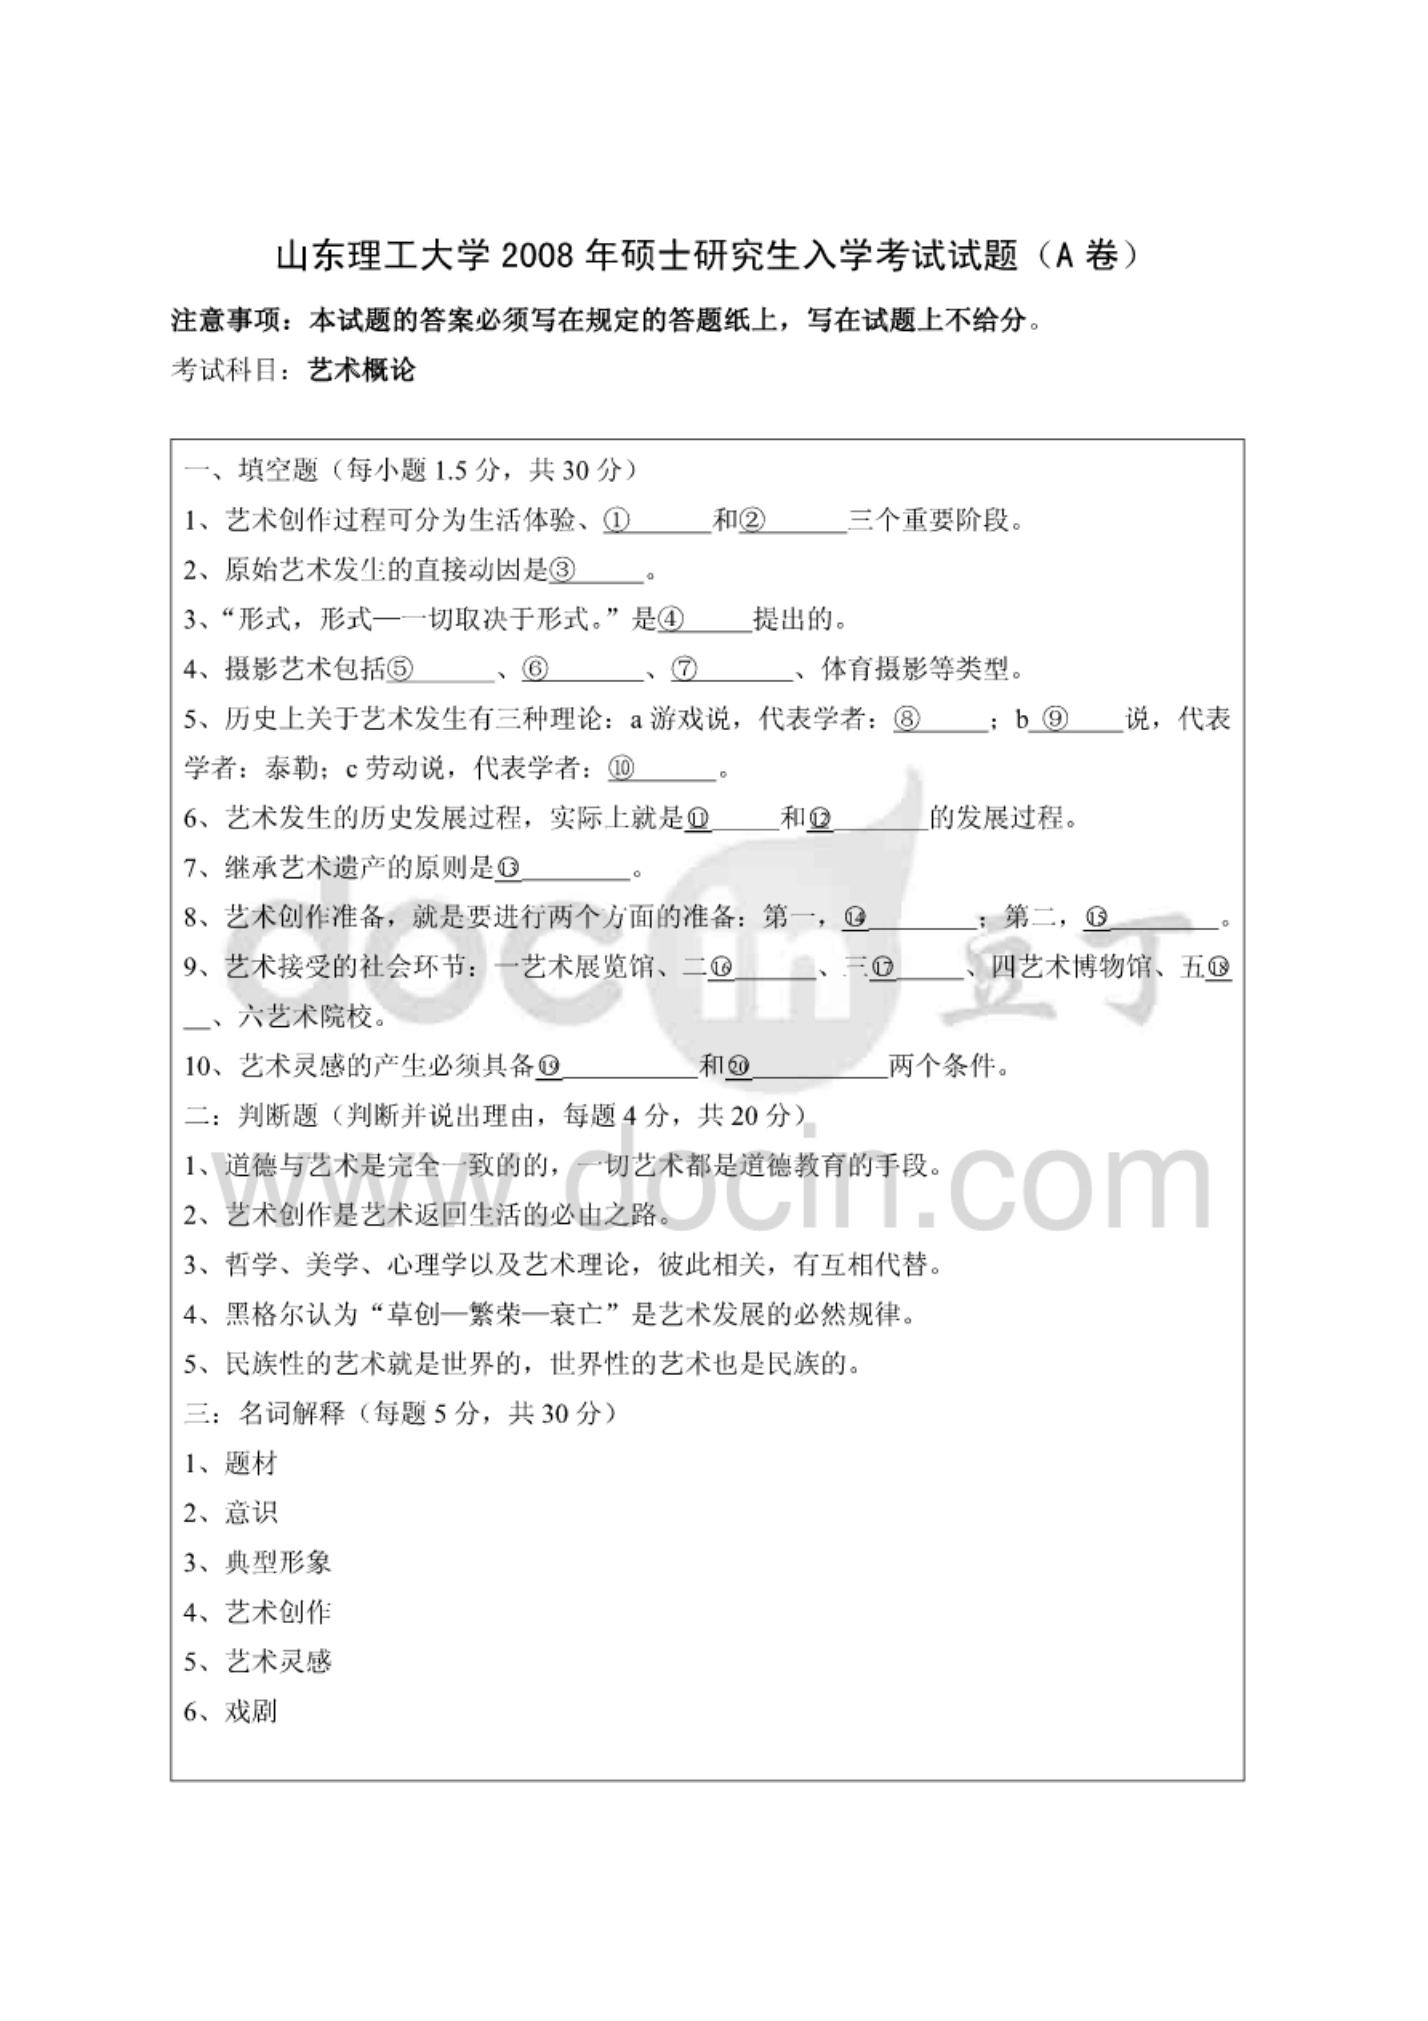 山东理工大学 2008 年硕士研究生入学考试试题（A 卷）
注意事项：本试题的答案必须写在规定的答题纸上，写在试题上不给分。
考试科目：艺术概论
一、填空题（每小题 1.5 分，共 30 分）
1、艺术创作过程可分为生活体验、①______和②______三个重要阶段。
2、原始艺术发生的直接动因是③_____。
3、“形式，形式—一切取决于形式。”是④_____提出的。
4、摄影艺术包括⑤______、⑥_______、⑦_______、体育摄影等类型。
5、历史上关于艺术发生有三种理论：a 游戏说，代表学者：⑧_____；b_⑨____说，代表
学者：泰勒；c 劳动说，代表学者：⑩______。
6、艺术发生的历史发展过程，实际上就是⑪_____和⑫_______的发展过程。
7、继承艺术遗产的原则是⑬________。
8、艺术创作准备，就是要进行两个方面的准备：第一，⑭________；第二，⑮________。
9、艺术接受的社会环节：一艺术展览馆、二⑯______、三⑰_____、四艺术博物馆、五⑱
__、六艺术院校。
10、艺术灵感的产生必须具备⑲__________和⑳__________两个条件。
二：判断题（判断并说出理由，每题 4 分，共 20 分）
1、道德与艺术是完全一致的的，一切艺术都是道德教育的手段。
2、艺术创作是艺术返回生活的必由之路。
3、哲学、美学、心理学以及艺术理论，彼此相关，有互相代替。
4、黑格尔认为“草创—繁荣—衰亡”是艺术发展的必然规律。
5、民族性的艺术就是世界的，世界性的艺术也是民族的。
三：名词解释（每题 5 分，共 30 分）
1、题材
2、意识
3、典型形象
4、艺术创作
5、艺术灵感
6、戏剧
docin 豆丁
www.docin.com